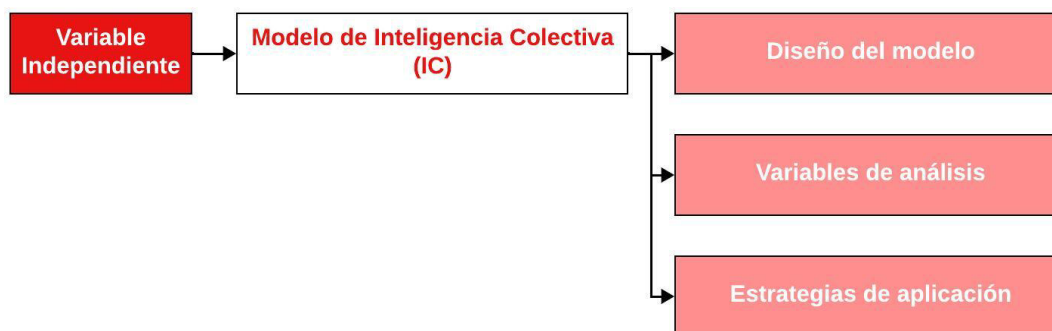 Variable
Independiente
Modelo de Inteligencia Colectiva
(IC)
Diseño del modelo
Variables de análisis
Estrategias de aplicación